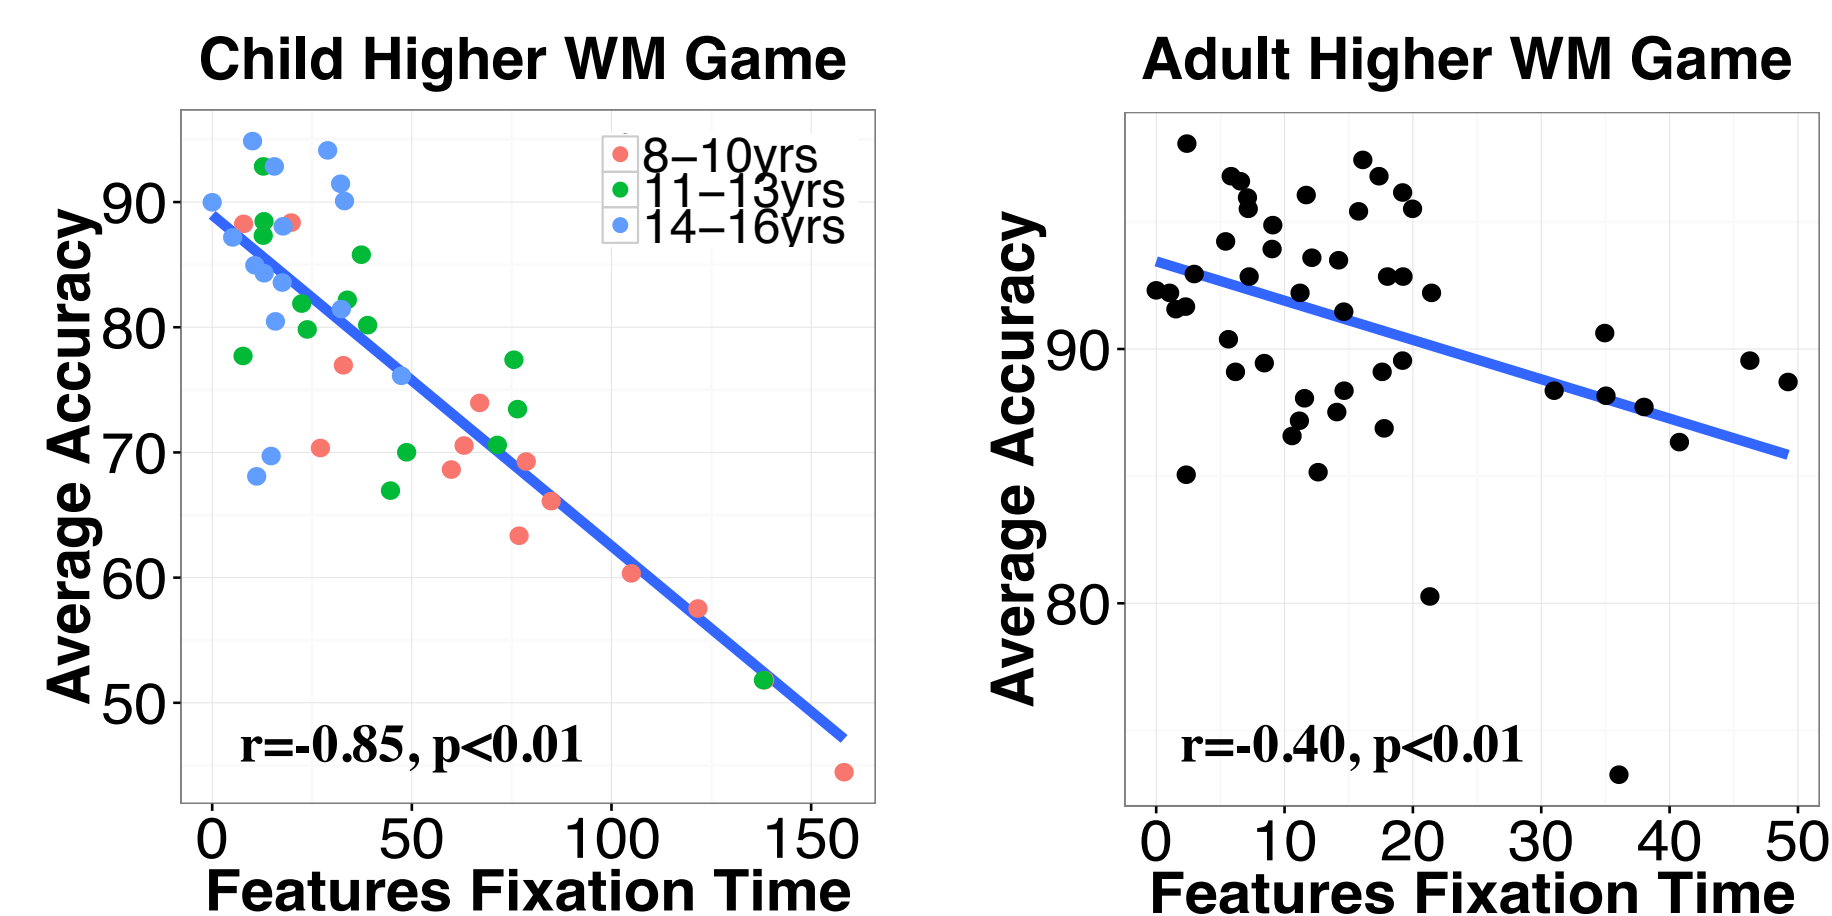 Child Higher WM Game
8−10yrs
11−13yrs
14−16yrs
Average Accuracy
90
80
70
60
50
r=-0.85, p<0.01
0 50 100 150
Features Fixation Time
Adult Higher WM Game
Average Accuracy
90
80
r=-0.40, p<0.01
0 10 20 30 40 50
Features Fixation Time